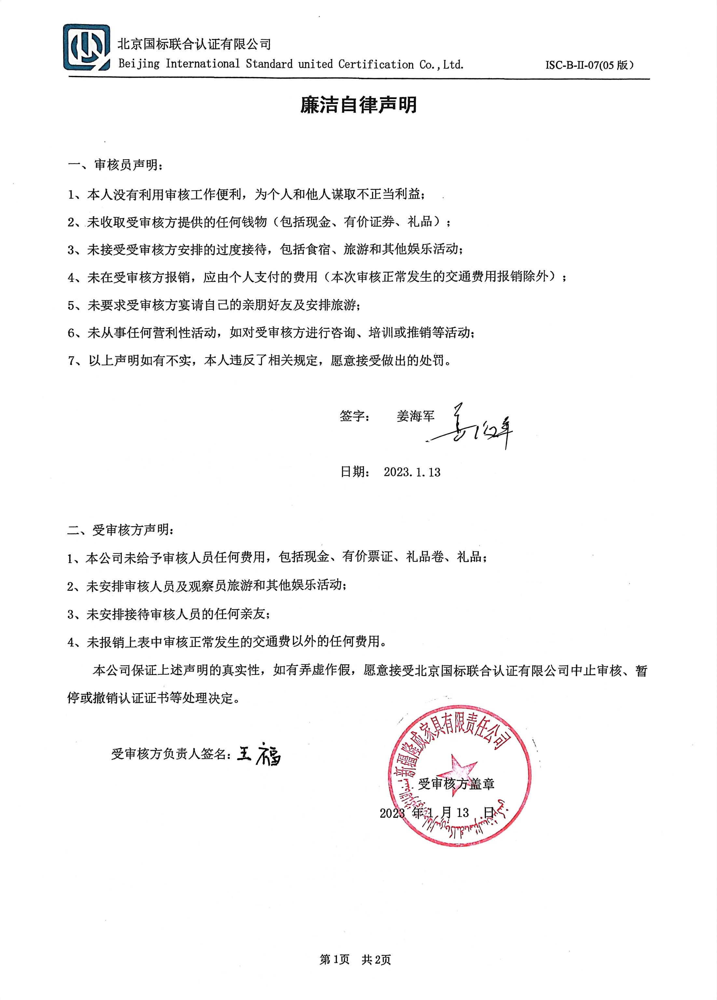 北京国标联合认证有限公司
Beijing International Standard united Certification Co.,Ltd.
ISC-B-II-07(05 版)
廉洁自律声明
一、审核员声明：
1、本人没有利用审核工作便利，为个人和他人谋取不正当利益；
2、未收取受审核方提供的任何钱物（包括现金、有价证券、礼品）；
3、未接受受审核方安排的过度接待，包括食宿、旅游和其他娱乐活动；
4、未在受审核方报销，应由个人支付的费用（本次审核正常发生的交通费用报销除外）；
5、未要求受审核方宴请自己的亲朋好友及安排旅游；
6、未从事任何营利性活动，如对受审核方进行咨询、培训或推销等活动；
7、以上声明如有不实，本人违反了相关规定，愿意接受做出的处罚。
签字： 姜海军 姜海军
日期： 2023.1.13
二、受审核方声明：
1、本公司未给予审核人员任何费用，包括现金、有价票证、礼品卷、礼品；
2、未安排审核人员及观察员旅游和其他娱乐活动；
3、未安排接待审核人员的任何亲友；
4、未报销上表中审核正常发生的交通费以外的任何费用。
本公司保证上述声明的真实性，如有弄虚作假，愿意接受北京国标联合认证有限公司中止审核、暂
停或撤销认证证书等处理决定。
新疆隆威家具有限责任公司
受审核方负责人签名：王福
受审核方盖章
2023 年 1 月 13 日
第 1页 共 2页